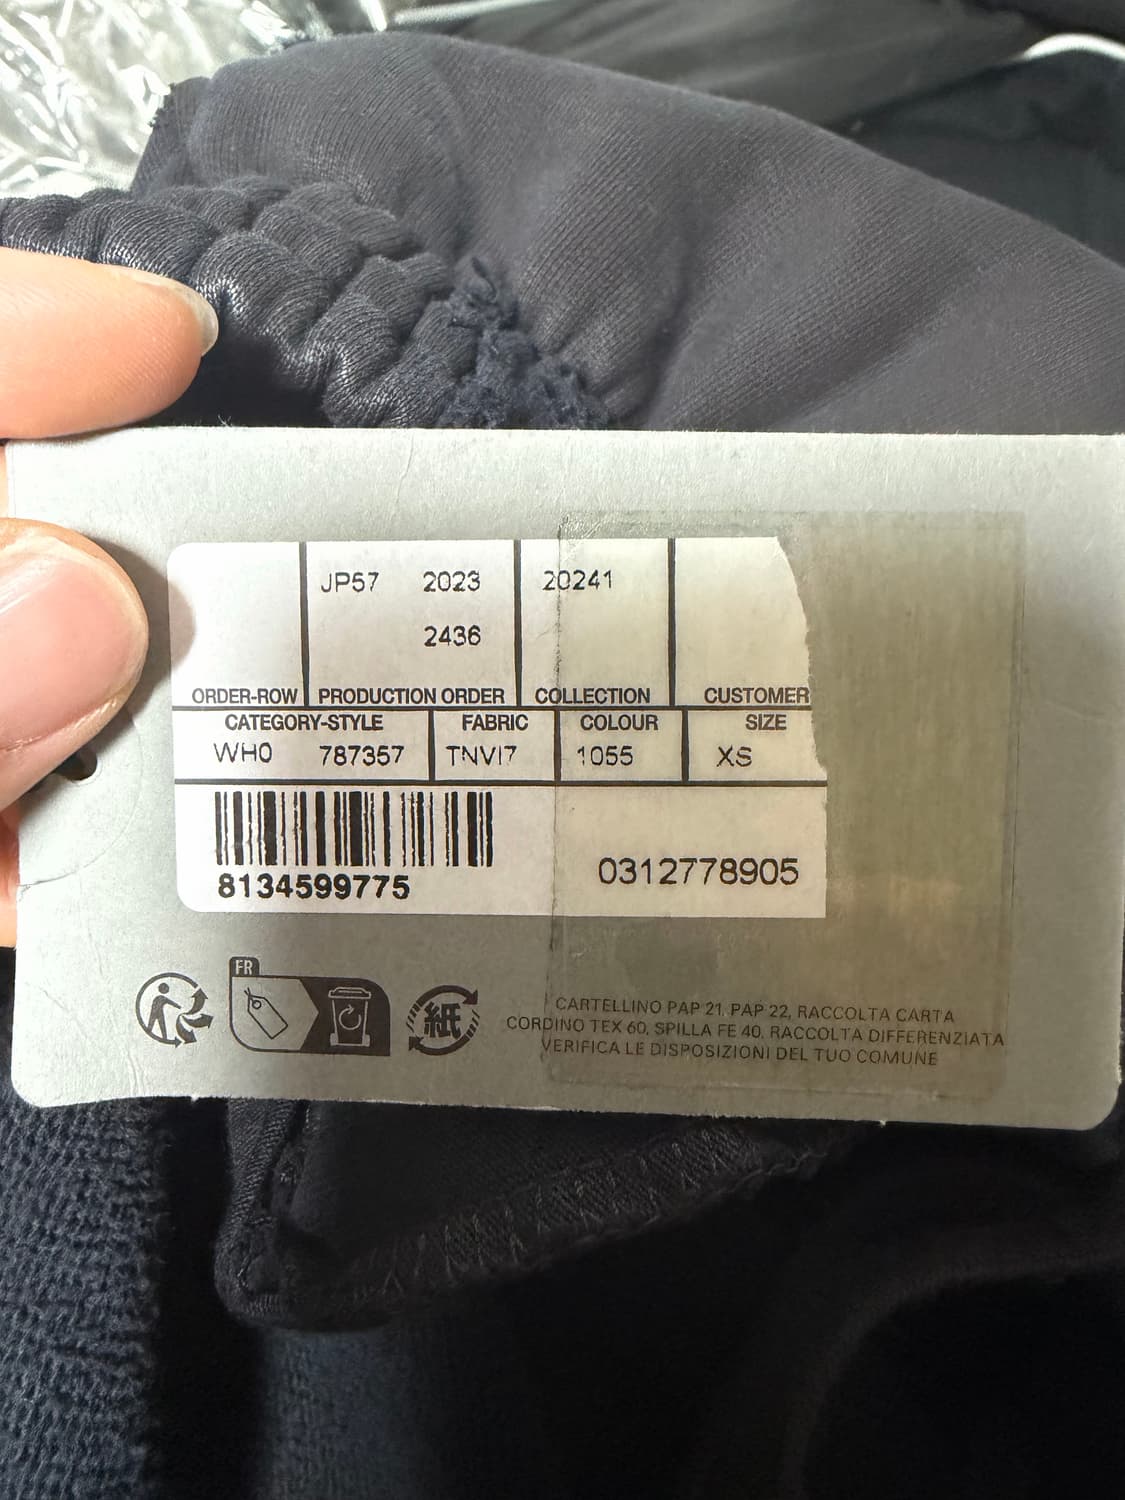 JP57 2023 20241
2436
ORDER-ROW PRODUCTION ORDER COLLECTION CUSTOMER
CATEGORY-STYLE FABRIC COLOUR SIZE
WH0 787357 TNVI7 1055 XS
8134599775 0312778905
FR
紙
CARTELLINO PAP 21, PAP 22, RACCOLTA CARTA
CORDINO TEX 60, SPILLA FE 40, RACCOLTA DIFFERENZIATA
VERIFICA LE DISPOSIZIONI DEL TUO COMUNE